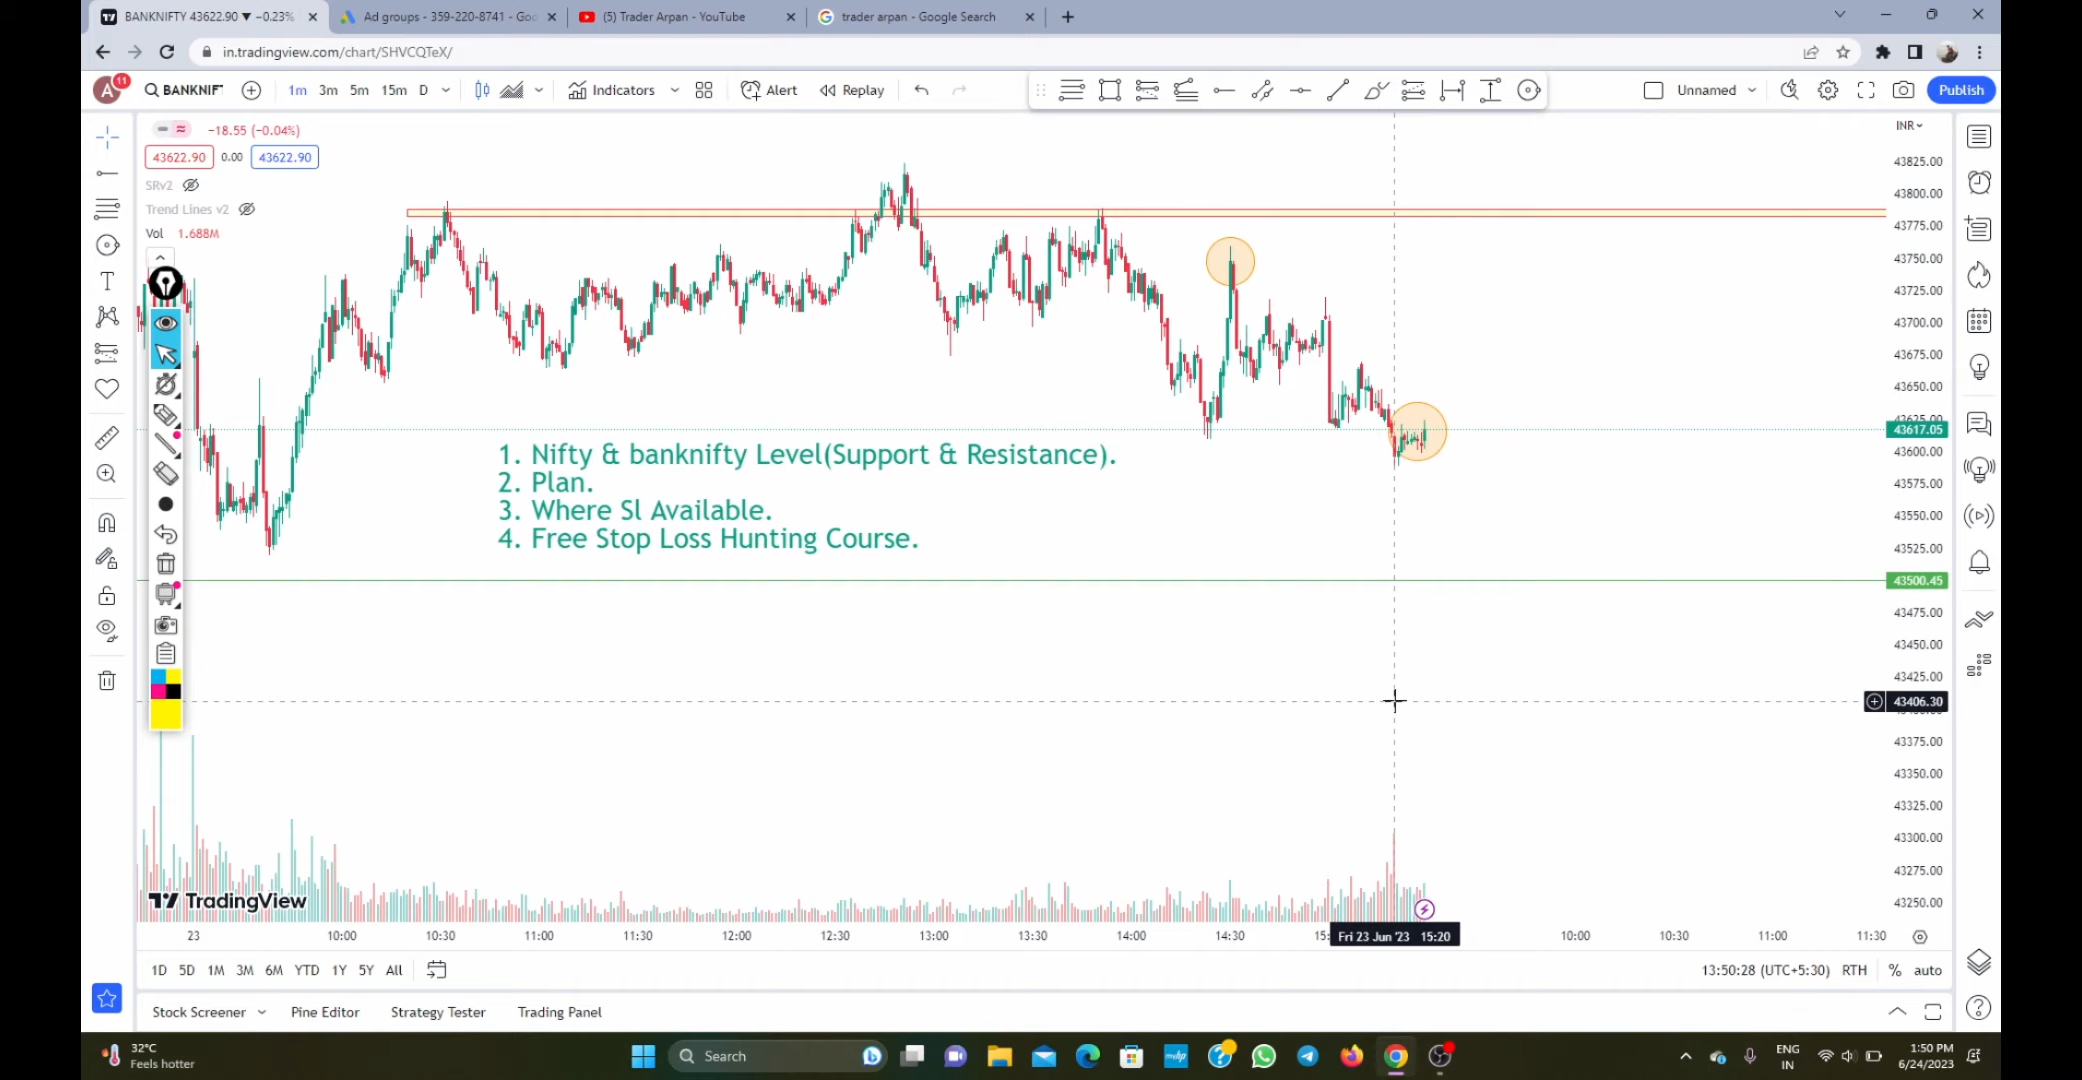 BANKNIFTY 43622.90 ▼ −0.23%
Ad groups - 359-220-8741 - Goo
(5) Trader Arpan - YouTube
trader arpan - Google Search
in.tradingview.com/chart/SHVCQTeX/
A 11 BANKNIF 1m 3m 5m 15m D Indicators Alert Replay Unnamed Publish
−18.55 (−0.04%)
INR
43622.90 0.00 43622.90
SRv2
Trend Lines v2
Vol 1.688M
43825.00
43800.00
43775.00
43750.00
43725.00
43700.00
43675.00
43650.00
43625.00
43617.05
43600.00
43575.00
43550.00
43525.00
43500.45
43475.00
43450.00
43425.00
43406.30
43375.00
43350.00
43325.00
43300.00
43275.00
43250.00
1. Nifty & banknifty Level(Support & Resistance).
2. Plan.
3. Where Sl Available.
4. Free Stop Loss Hunting Course.
TradingView
23 10:00 10:30 11:00 11:30 12:00 12:30 13:00 13:30 14:00 14:30 15: Fri 23 Jun '23 15:20 10:00 10:30 11:00 11:30
1D 5D 1M 3M 6M YTD 1Y 5Y All
13:50:28 (UTC+5:30) RTH % auto
Stock Screener Pine Editor Strategy Tester Trading Panel
32°C
Feels hotter
Search
ENG
IN
1:50 PM
6/24/2023